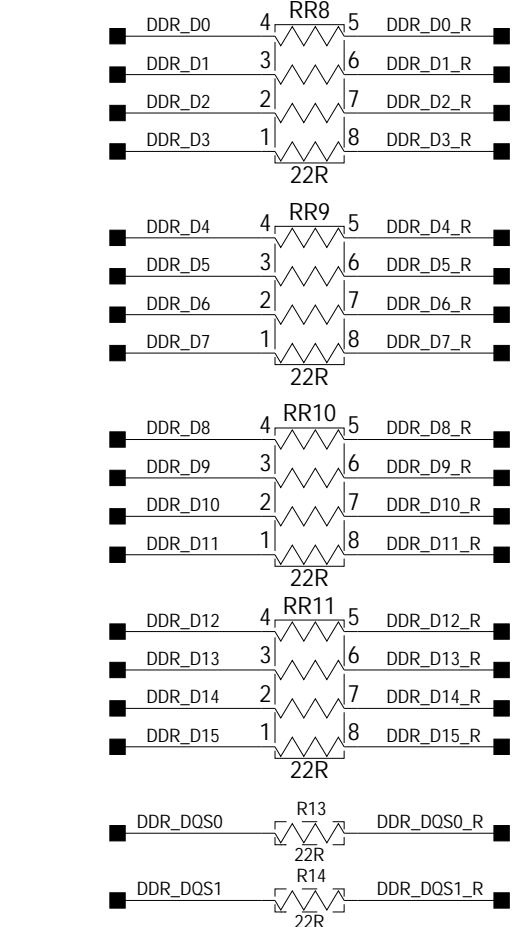 RR8
DDR_D0 4 5 DDR_D0_R
DDR_D1 3 6 DDR_D1_R
DDR_D2 2 7 DDR_D2_R
DDR_D3 1 8 DDR_D3_R
22R
RR9
DDR_D4 4 5 DDR_D4_R
DDR_D5 3 6 DDR_D5_R
DDR_D6 2 7 DDR_D6_R
DDR_D7 1 8 DDR_D7_R
22R
RR10
DDR_D8 4 5 DDR_D8_R
DDR_D9 3 6 DDR_D9_R
DDR_D10 2 7 DDR_D10_R
DDR_D11 1 8 DDR_D11_R
22R
RR11
DDR_D12 4 5 DDR_D12_R
DDR_D13 3 6 DDR_D13_R
DDR_D14 2 7 DDR_D14_R
DDR_D15 1 8 DDR_D15_R
22R
R13
DDR_DQS0 DDR_DQS0_R
22R
R14
DDR_DQS1 DDR_DQS1_R
22R